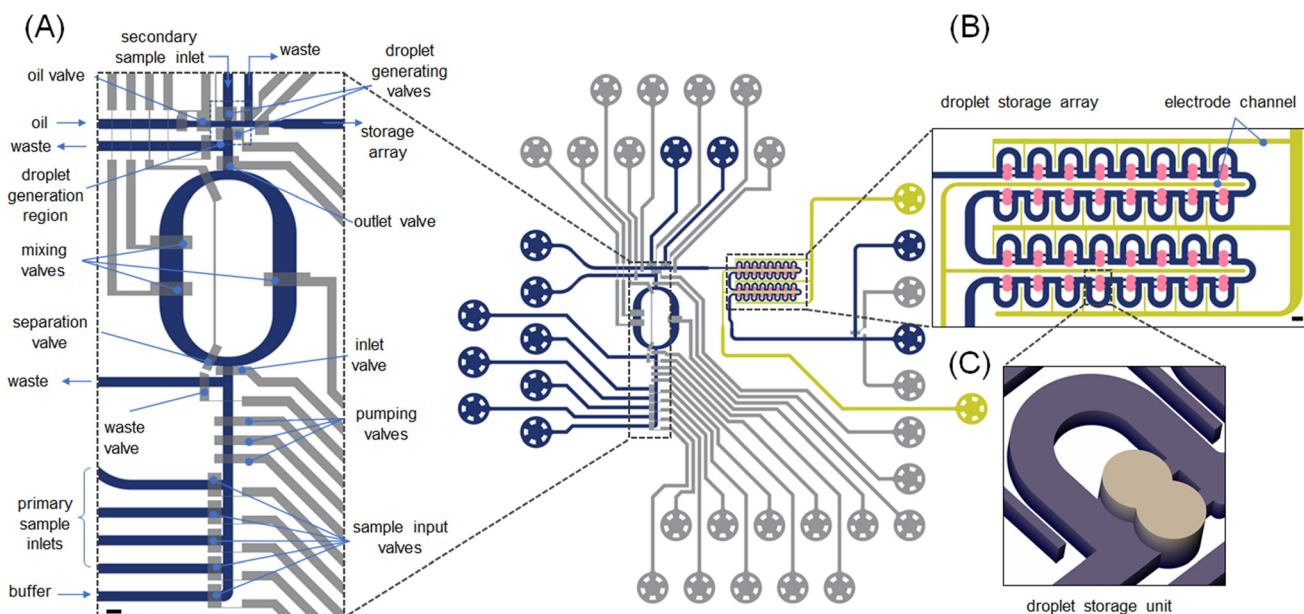 (A)
secondary
sample inlet
waste
droplet
generating
valves
oil valve
oil
waste
storage
array
droplet
generation
region
outlet valve
mixing
valves
separation
valve
inlet
valve
waste
waste
valve
pumping
valves
primary
sample
inlets
sample input
valves
buffer
(B)
droplet storage array
electrode channel
(C)
droplet storage unit